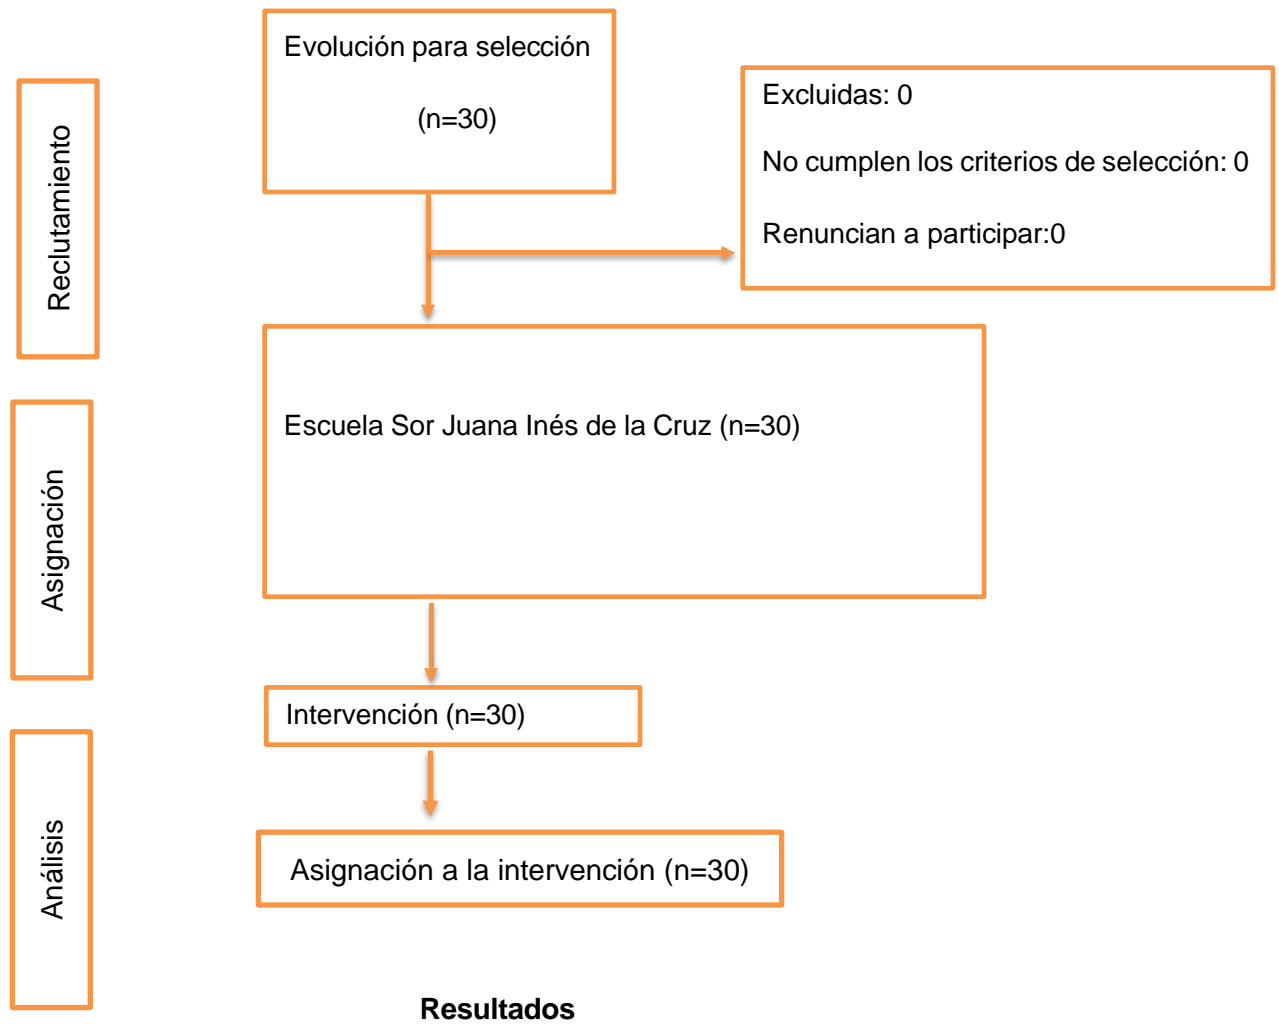 Evolución para selección
(n=30)
Excluidas: 0
No cumplen los criterios de selección: 0
Renuncian a participar:0
Reclutamiento
Escuela Sor Juana Inés de la Cruz (n=30)
Asignación
Intervención (n=30)
Asignación a la intervención (n=30)
Análisis
Resultados